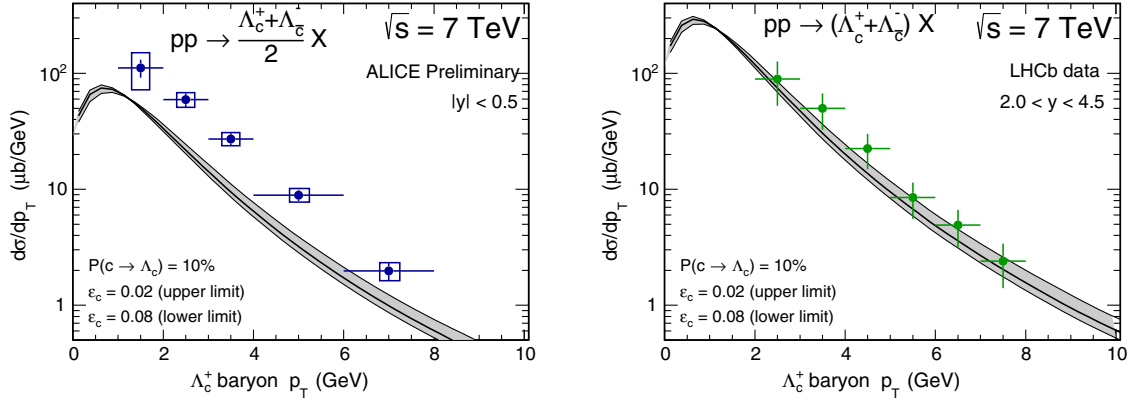 pp → Λc⁺+Λc̄⁻ / 2 X
√s = 7 TeV
ALICE Preliminary
|y| < 0.5
dσ/dpT (μb/GeV)
10²
10
1
P(c → Λc) = 10%
εc = 0.02 (upper limit)
εc = 0.08 (lower limit)
0 2 4 6 8 10
Λc⁺ baryon pT (GeV)
pp → (Λc⁺+Λc̄⁻) X
√s = 7 TeV
LHCb data
2.0 < y < 4.5
dσ/dpT (μb/GeV)
10²
10
1
P(c → Λc) = 10%
εc = 0.02 (upper limit)
εc = 0.08 (lower limit)
0 2 4 6 8 10
Λc⁺ baryon pT (GeV)